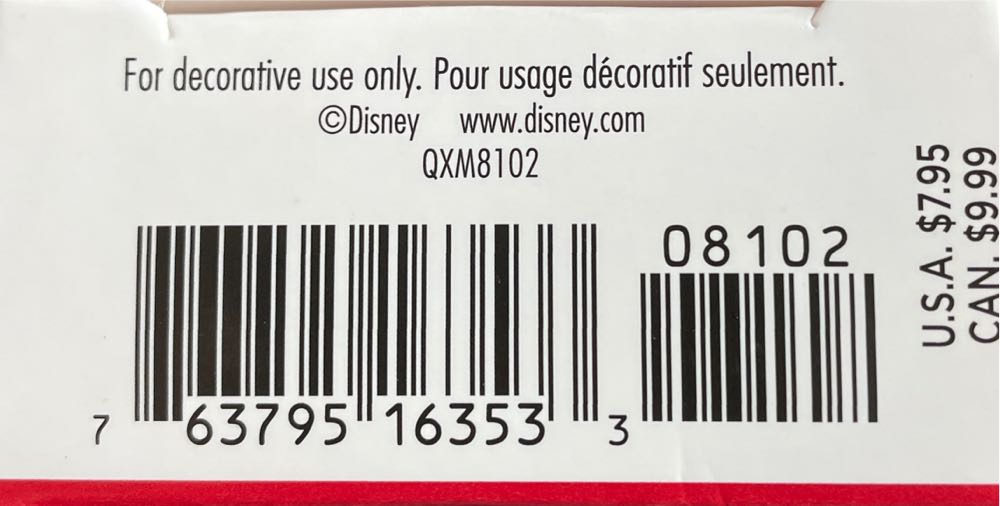 For decorative use only. Pour usage décoratif seulement.
©Disney www.disney.com
QXM8102
08102
7 63795 16353 3
U.S.A. $7.95
CAN. $9.99